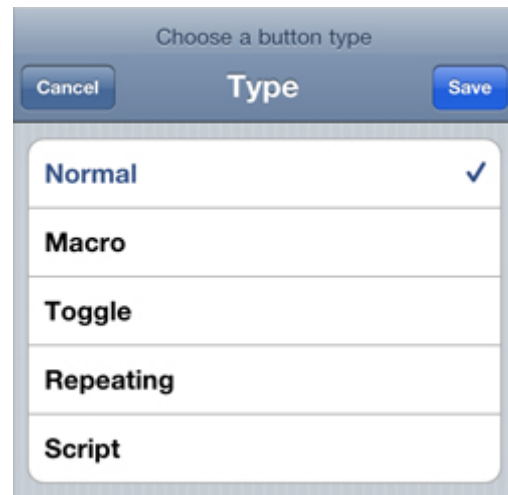 Choose a button type
Cancel Type Save
Normal
Macro
Toggle
Repeating
Script